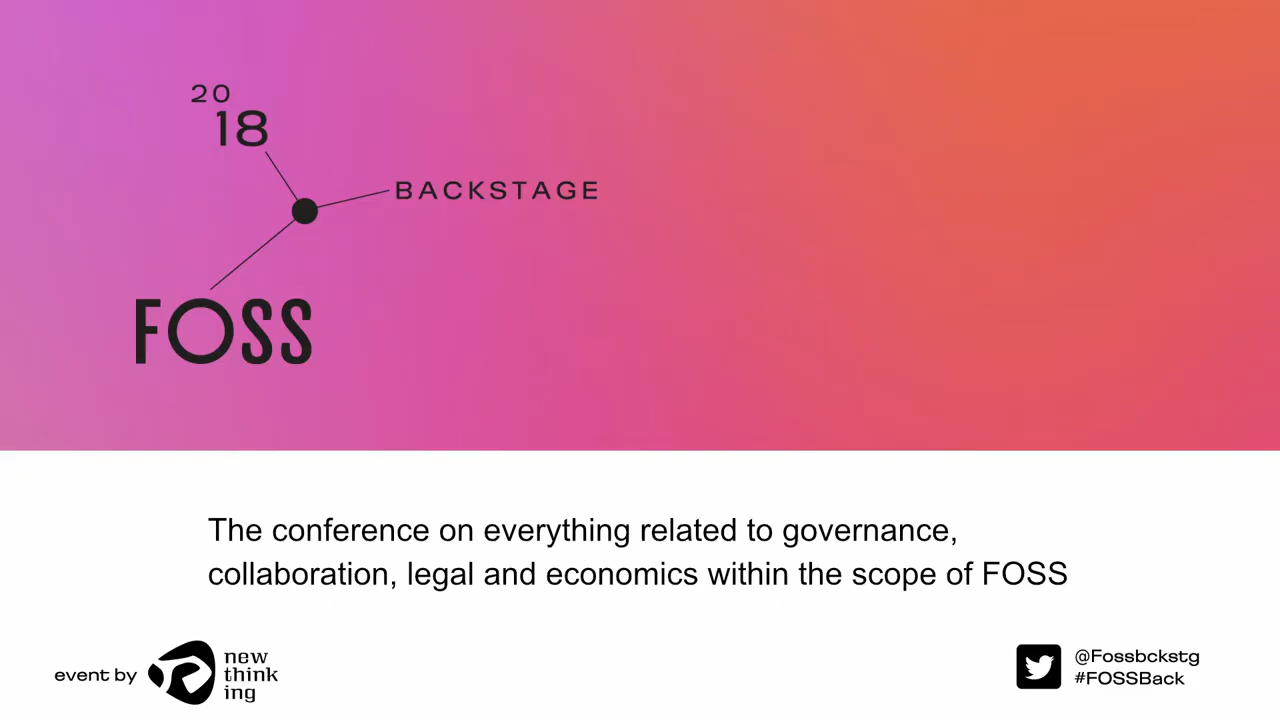 20
18
BACKSTAGE
FOSS
The conference on everything related to governance,
collaboration, legal and economics within the scope of FOSS
event by
new
think
ing
@Fossbckstg
#FOSSBack